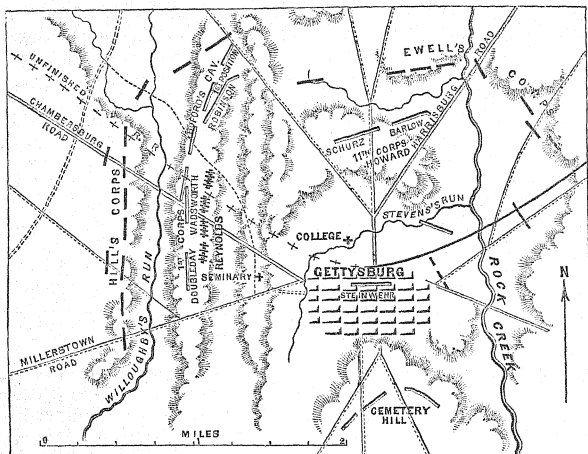 UNFINISHED R. R.
CHAMBERSBURG ROAD
HILL'S CORPS
WILLOUGHBY'S RUN
MILLERSTOWN ROAD
BUFORD'S CAV.
ROBINSON
1ST CORPS
DOUBLEDAY
WADSWORTH
REYNOLDS
SEMINARY
COLLEGE
GETTYSBURG
STEINWEHR
EWELL'S CORPS
SCHURZ
BARLOW
11TH CORPS
HOWARD
HARRISBURG ROAD
STEVENS'S RUN
ROCK CREEK
N
CEMETERY
HILL
MILES
0
2